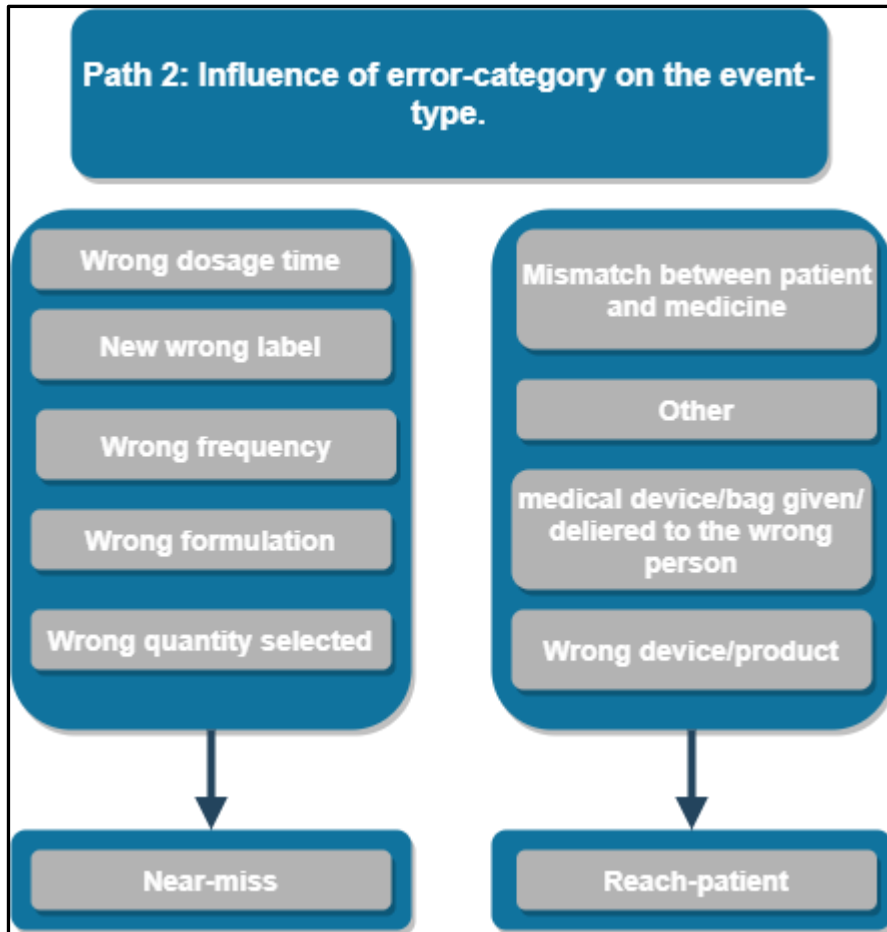 Path 2: Influence of error-category on the event-
type.
Wrong dosage time
New wrong label
Wrong frequency
Wrong formulation
Wrong quantity selected
Near-miss
Mismatch between patient
and medicine
Other
medical device/bag given/
deliered to the wrong
person
Wrong device/product
Reach-patient